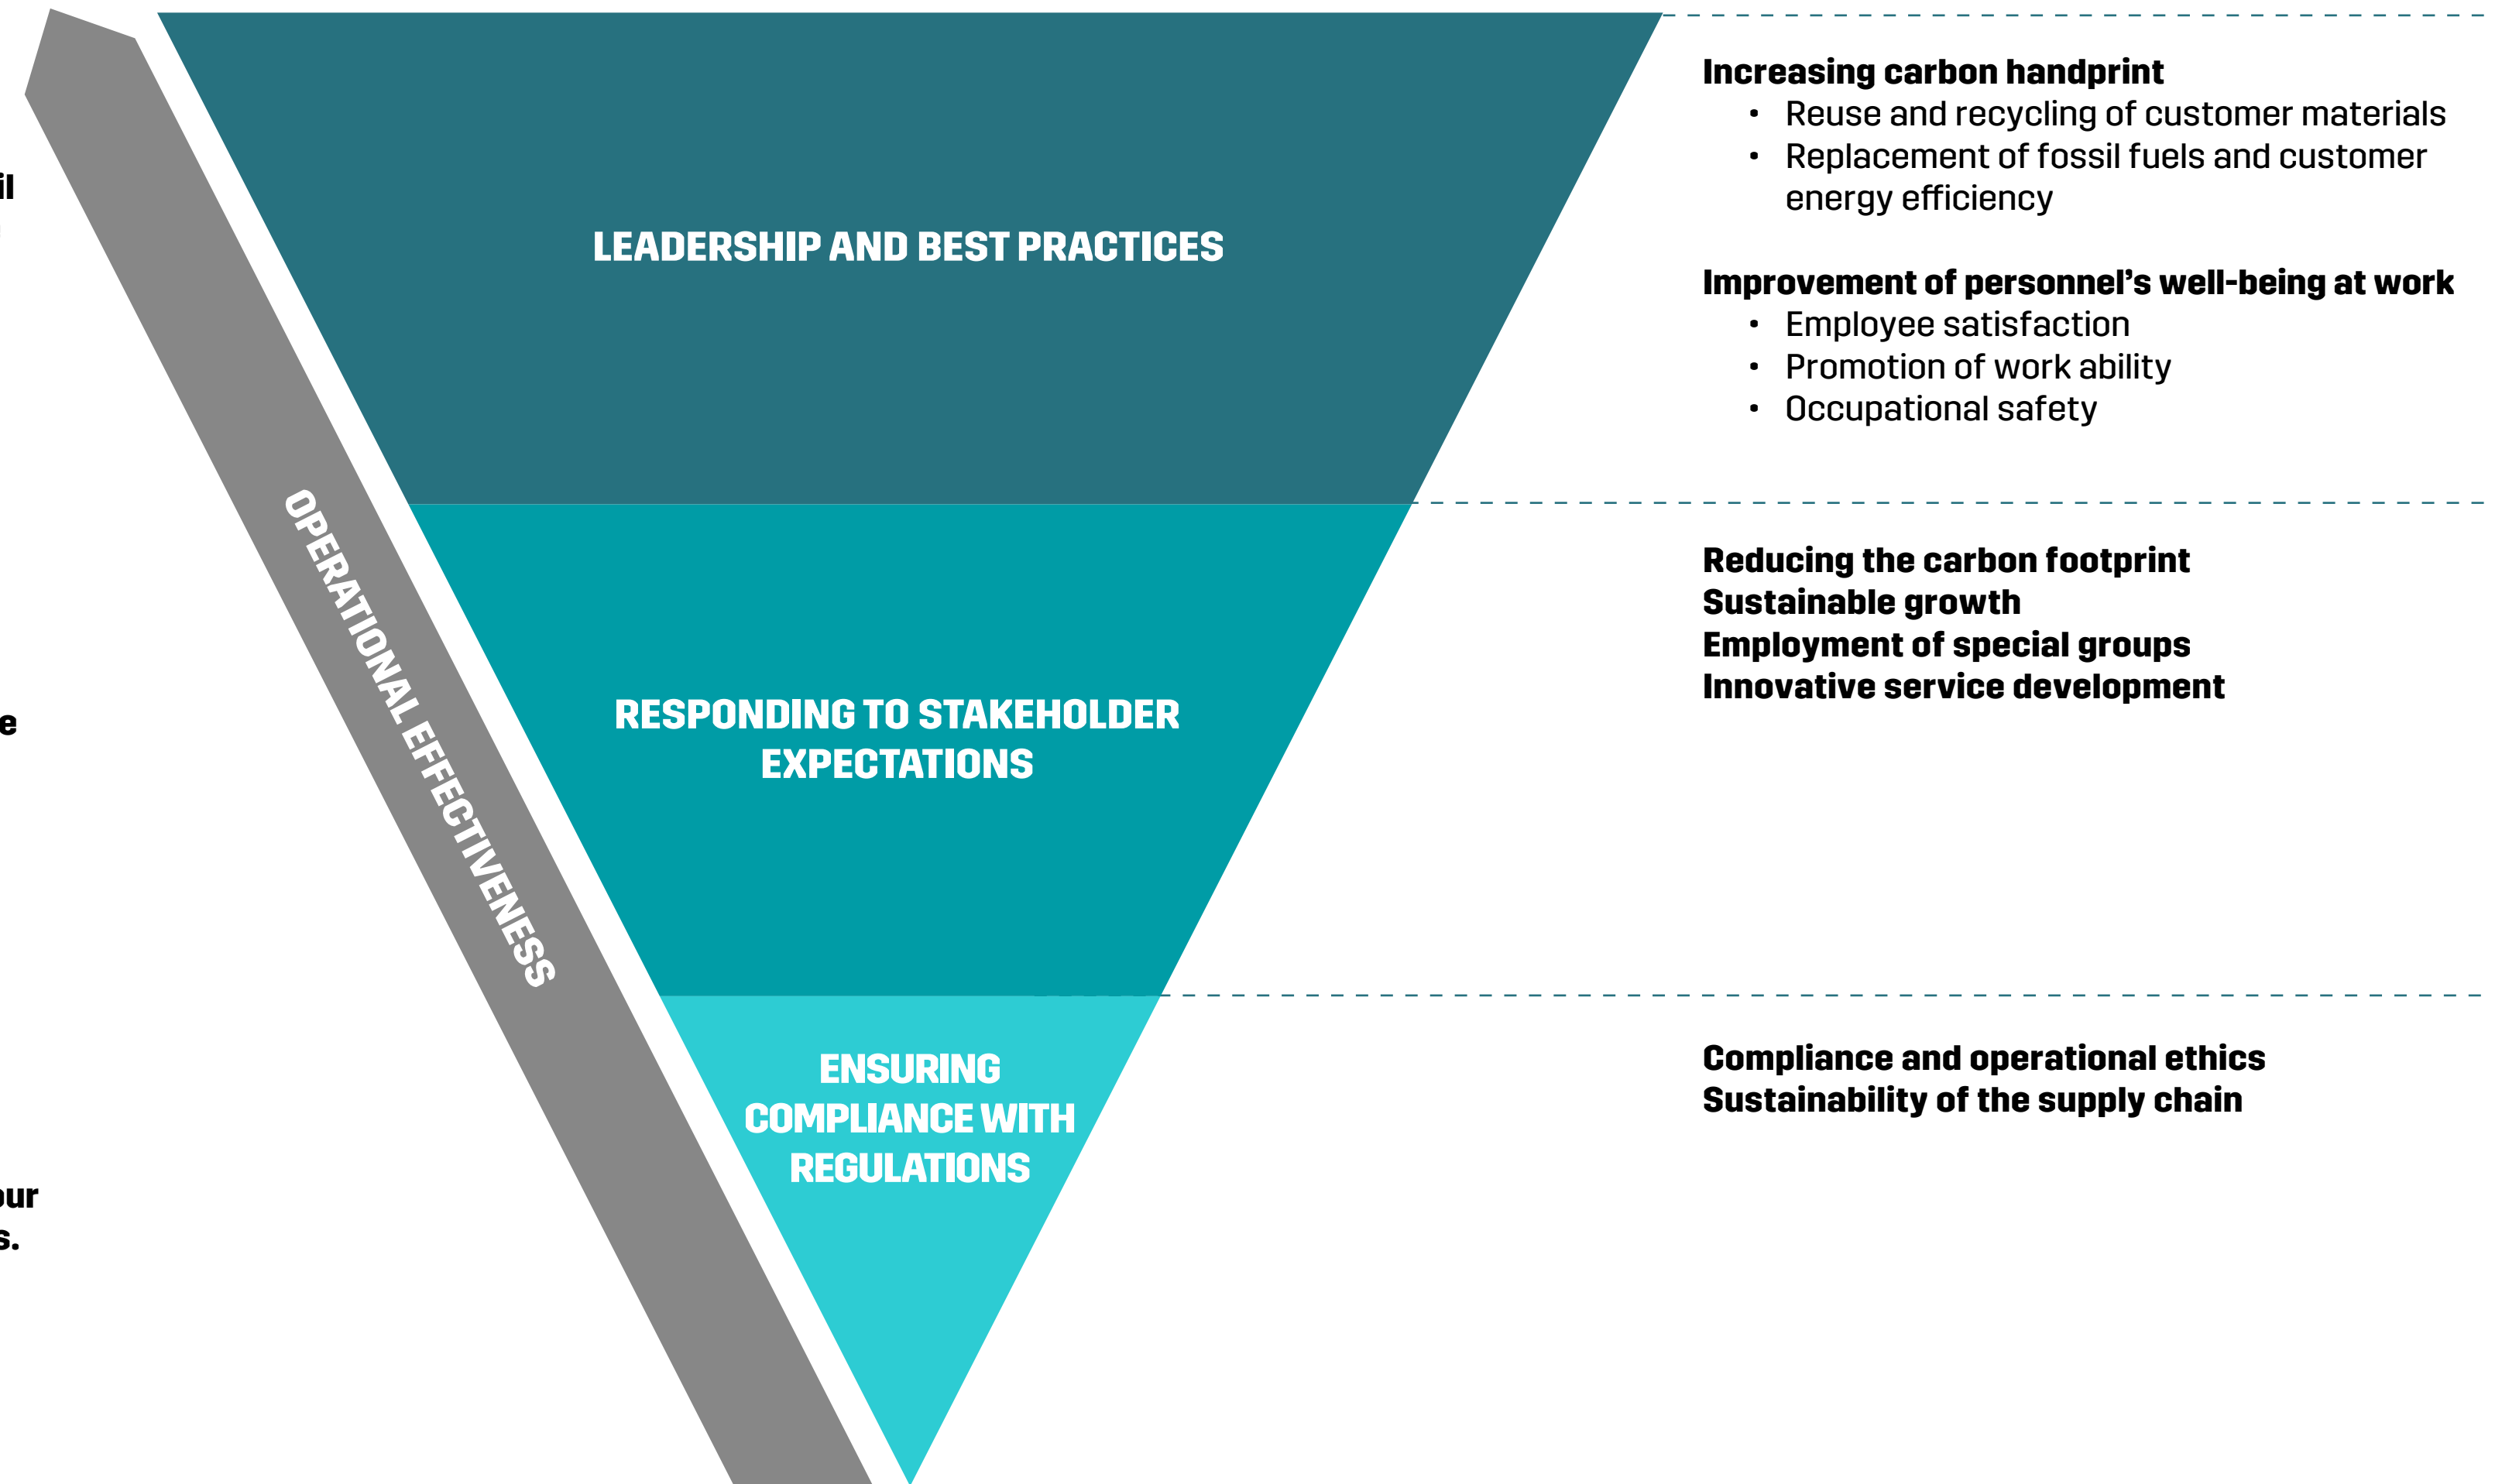 LEADERSHIP AND BEST PRACTICES
Increasing carbon handprint
• Reuse and recycling of customer materials
• Replacement of fossil fuels and customer
energy efficiency
Improvement of personnel's well-being at work
• Employee satisfaction
• Promotion of work ability
• Occupational safety
OPERATIONAL EFFECTIVENESS
RESPONDING TO STAKEHOLDER
EXPECTATIONS
Reducing the carbon footprint
Sustainable growth
Employment of special groups
Innovative service development
ENSURING
COMPLIANCE WITH
REGULATIONS
Compliance and operational ethics
Sustainability of the supply chain